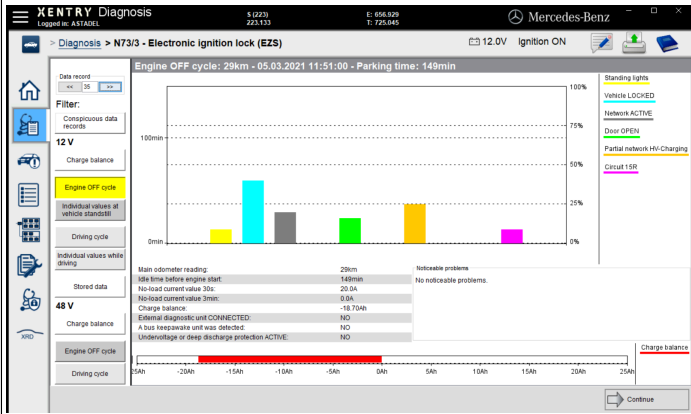 XENTRY Diagnosis
Logged in: ASTADEL
S (223)
223.133
E: 656.929
T: 725.045
Mercedes-Benz
> Diagnosis > N73/3 - Electronic ignition lock (EZS)
12.0V
Ignition ON
Engine OFF cycle: 29km - 05.03.2021 11:51:00 - Parking time: 149min
Data record
<< 35 >>
Filter:
Conspicuous data
records
12 V
Charge balance
Engine OFF cycle
Individual values at
vehicle standstill
Driving cycle
Individual values while
driving
Stored data
48 V
Charge balance
Engine OFF cycle
Driving cycle
XRD
100min
0min
100%
75%
50%
25%
0%
Standing lights
Vehicle LOCKED
Network ACTIVE
Door OPEN
Partial network HV-Charging
Circuit 15R
Main odometer reading: 29km
Idle time before engine start: 149min
No-load current value 30s: 20.0A
No-load current value 3min: 0.0A
Charge balance: -18.70Ah
External diagnostic unit CONNECTED: NO
A bus keepawake unit was detected: NO
Undervoltage or deep discharge protection ACTIVE: NO
Noticeable problems
No noticeable problems.
Charge balance
25Ah -20Ah -15Ah -10Ah -5Ah 0Ah 5Ah 10Ah 15Ah 20Ah 25Ah
Continue